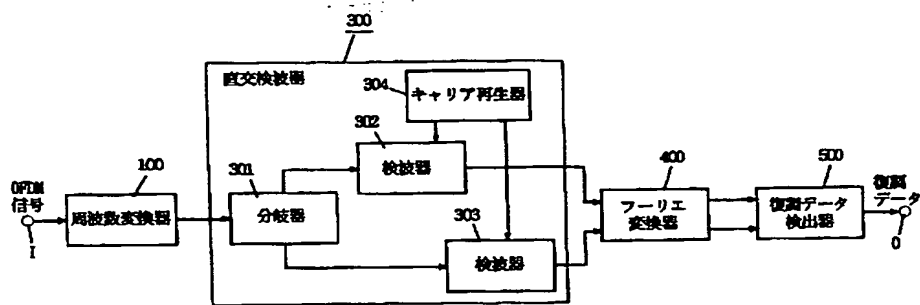 300
直交検波器
304
キャリア再生器
302
検波器
100
301
400
500
OFDM
信号
I
周波数変換器
分岐器
303
検波器
フーリエ
変換器
復調データ
検出器
復調
データ
O